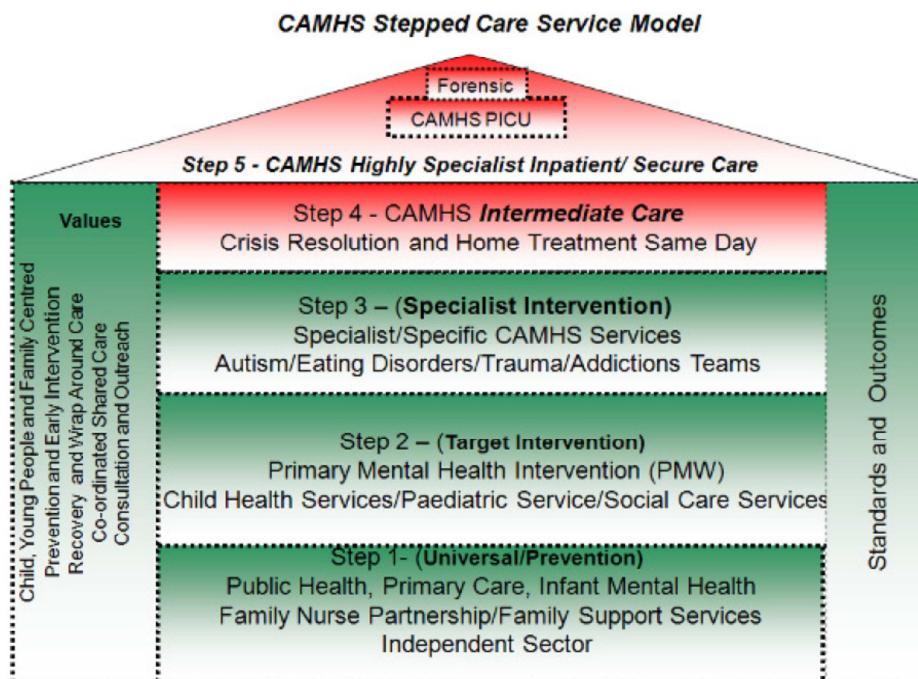 CAMHS Stepped Care Service Model
Forensic
CAMHS PICU
Step 5 - CAMHS Highly Specialist Inpatient/ Secure Care
Values
Child, Young People and Family Centred
Prevention and Early Intervention
Recovery and Wrap Around Care
Co-ordinated Shared Care
Consultation and Outreach
Step 4 - CAMHS Intermediate Care
Crisis Resolution and Home Treatment Same Day
Step 3 – (Specialist Intervention)
Specialist/Specific CAMHS Services
Autism/Eating Disorders/Trauma/Addictions Teams
Step 2 – (Target Intervention)
Primary Mental Health Intervention (PMW)
Child Health Services/Paediatric Service/Social Care Services
Step 1- (Universal/Prevention)
Public Health, Primary Care, Infant Mental Health
Family Nurse Partnership/Family Support Services
Independent Sector
Standards and Outcomes